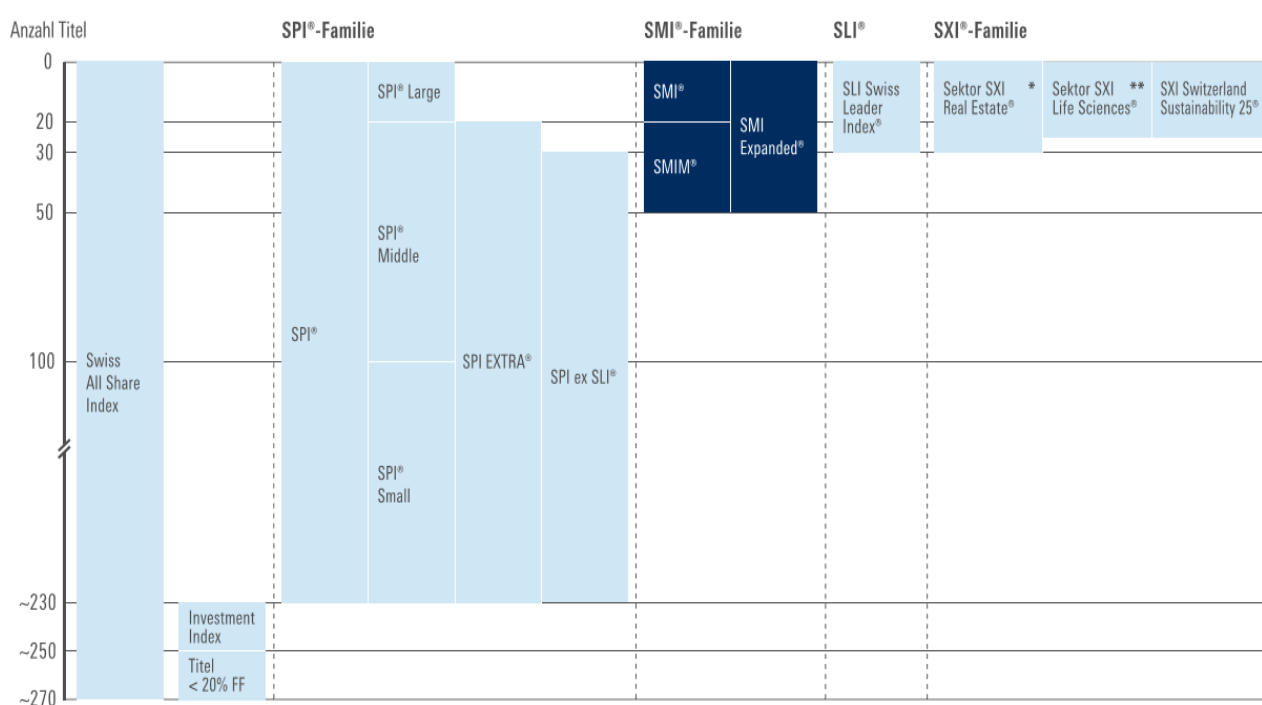 Anzahl Titel
SPI®-Familie
SMI®-Familie
SLI®
SXI®-Familie
0
20
30
50
100
~230
~250
~270
Swiss
All Share
Index
Investment
Index
Titel
< 20% FF
SPI®
SPI® Large
SPI®
Middle
SPI®
Small
SPI EXTRA®
SPI ex SLI®
SMI®
SMIM®
SMI
Expanded®
SLI Swiss
Leader
Index®
Sektor SXI *
Real Estate®
Sektor SXI **
Life Sciences®
SXI Switzerland
Sustainability 25®